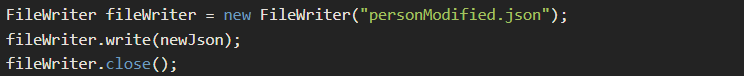 FileWriter fileWriter = new FileWriter("personModified.json");
fileWriter.write(newJson);
fileWriter.close();